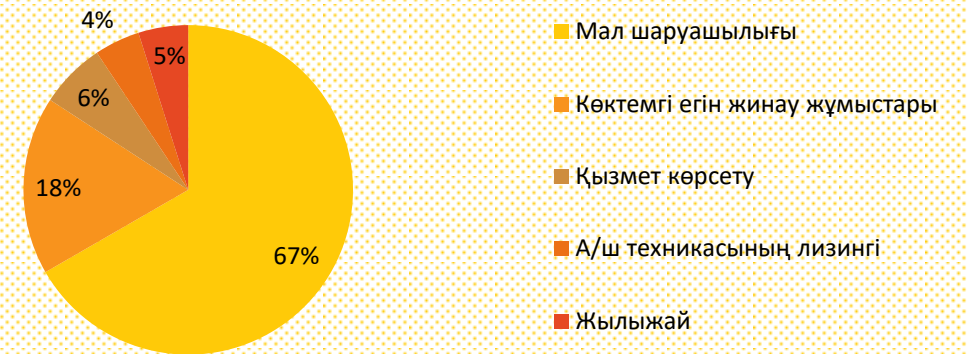 4%
5%
6%
18%
67%
Мал шаруашылығы
Көктемгі егін жинау жұмыстары
Қызмет көрсету
А/ш техникасының лизингі
Жылыжай